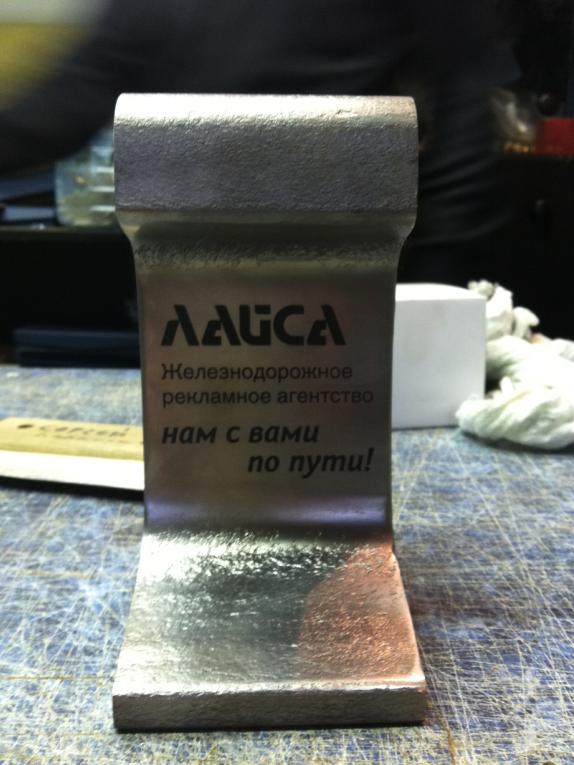 ЛАЙСА
Железнодорожное
рекламное агентство
нам с вами
по пути!